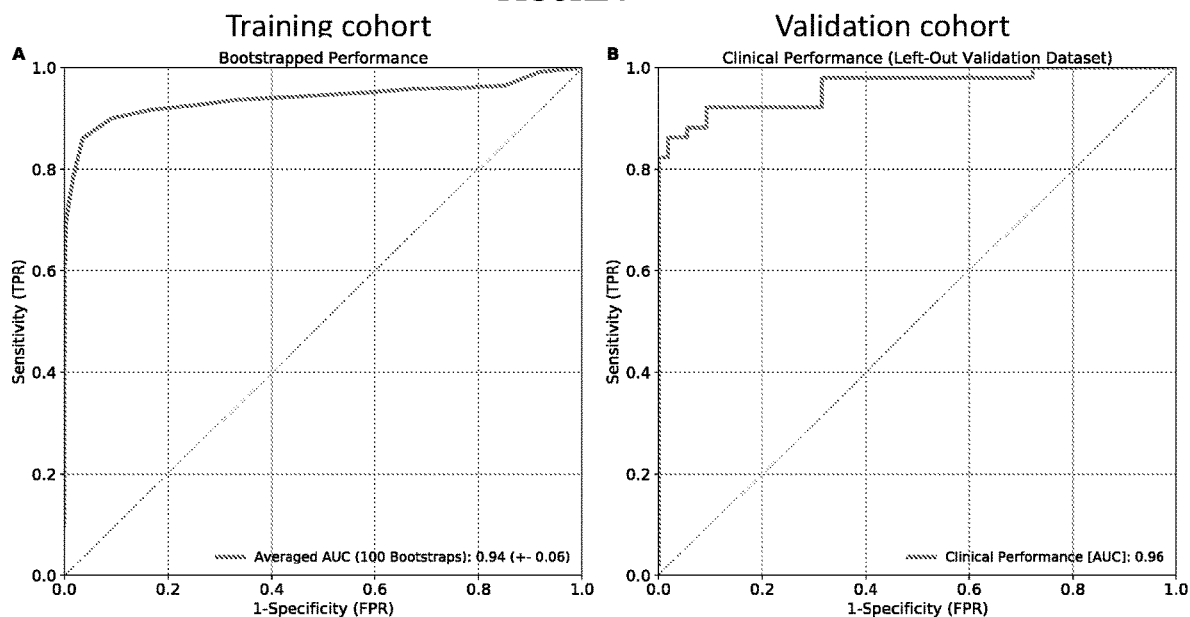 Training cohort
A
Bootstrapped Performance
1.0
0.8
0.6
0.4
0.2
0.0
Sensitivity (TPR)
Averaged AUC (100 Bootstraps): 0.94 (+- 0.06)
0.0 0.2 0.4 0.6 0.8 1.0
1-Specificity (FPR)
Validation cohort
B
Clinical Performance (Left-Out Validation Dataset)
1.0
0.8
0.6
0.4
0.2
0.0
Sensitivity (TPR)
Clinical Performance [AUC]: 0.96
0.0 0.2 0.4 0.6 0.8 1.0
1-Specificity (FPR)